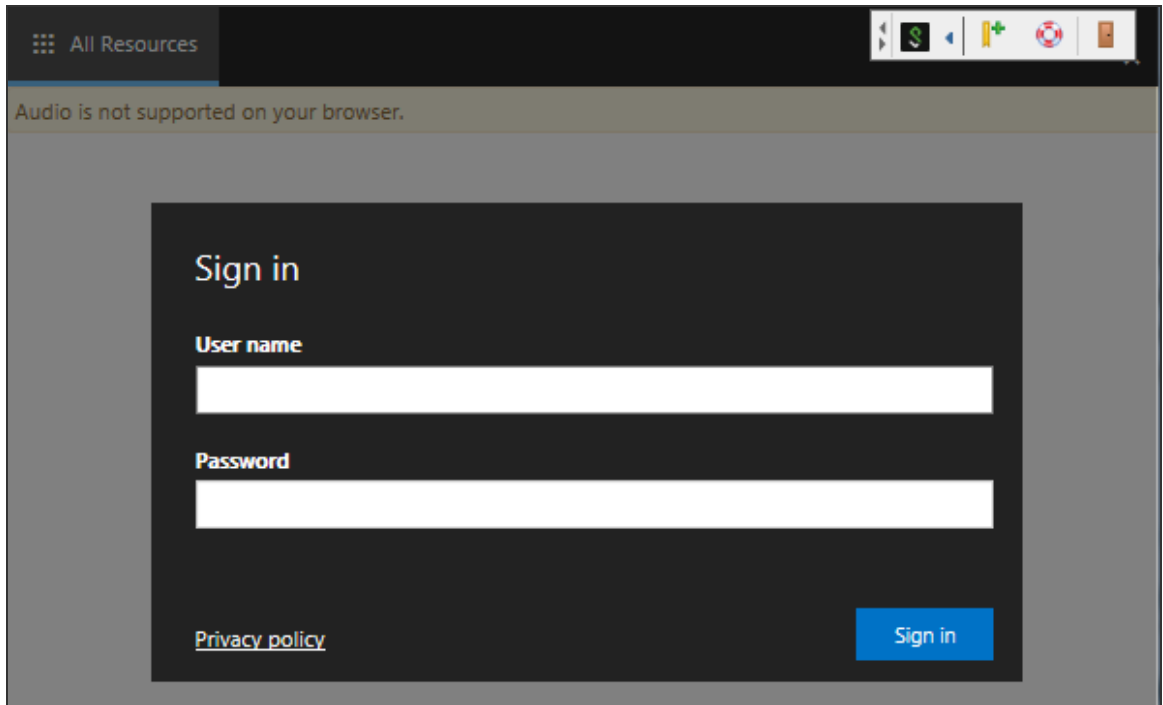 All Resources
Audio is not supported on your browser.
Sign in
User name
Password
Privacy policy
Sign in